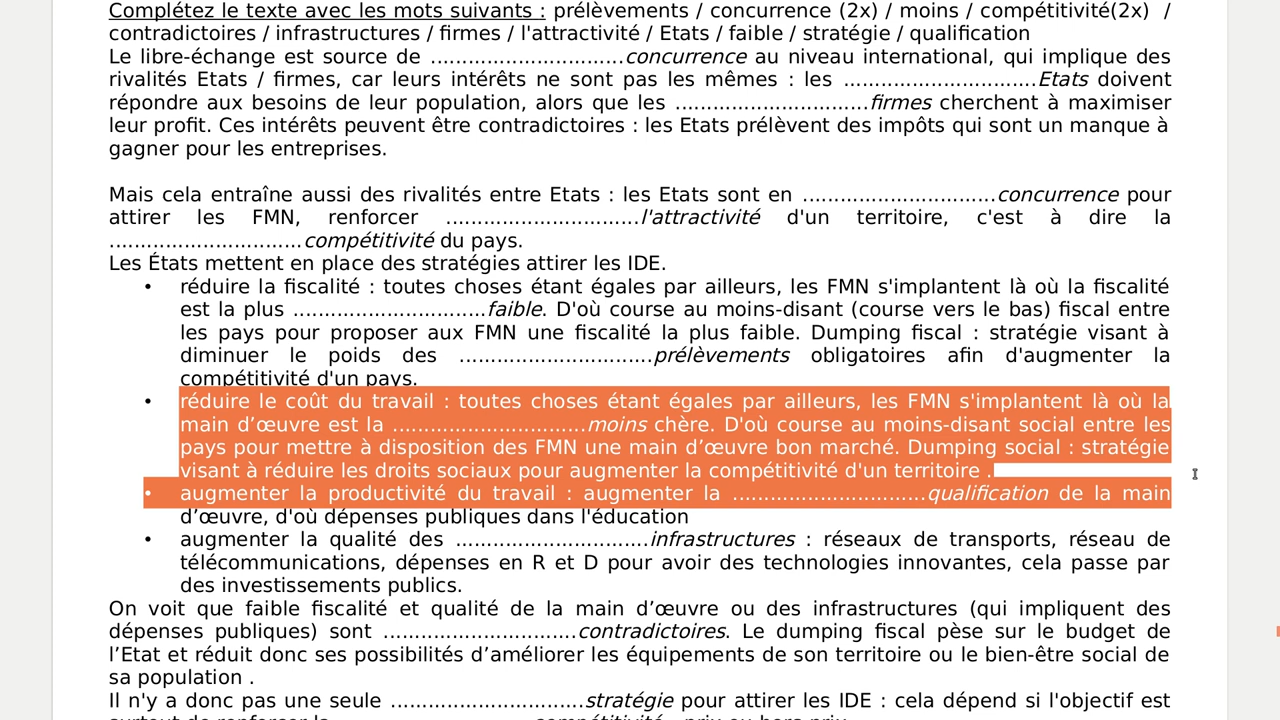 Complétez le texte avec les mots suivants : prélèvements / concurrence (2x) / moins / compétitivité(2x) /
contradictoires / infrastructures / firmes / l'attractivité / Etats / faible / stratégie / qualification
Le libre-échange est source de ...............................concurrence au niveau international, qui implique des
rivalités Etats / firmes, car leurs intérêts ne sont pas les mêmes : les ...............................Etats doivent
répondre aux besoins de leur population, alors que les ...............................firmes cherchent à maximiser
leur profit. Ces intérêts peuvent être contradictoires : les Etats prélèvent des impôts qui sont un manque à
gagner pour les entreprises.
Mais cela entraîne aussi des rivalités entre Etats : les Etats sont en ...............................concurrence pour
attirer les FMN, renforcer ...............................l'attractivité d'un territoire, c'est à dire la
...............................compétitivité du pays.
Les États mettent en place des stratégies attirer les IDE.
• réduire la fiscalité : toutes choses étant égales par ailleurs, les FMN s'implantent là où la fiscalité
est la plus ...............................faible. D'où course au moins-disant (course vers le bas) fiscal entre
les pays pour proposer aux FMN une fiscalité la plus faible. Dumping fiscal : stratégie visant à
diminuer le poids des ...............................prélèvements obligatoires afin d'augmenter la
compétitivité d'un pays.
• réduire le coût du travail : toutes choses étant égales par ailleurs, les FMN s'implantent là où la
main d’œuvre est la ...............................moins chère. D'où course au moins-disant social entre les
pays pour mettre à disposition des FMN une main d’œuvre bon marché. Dumping social : stratégie
visant à réduire les droits sociaux pour augmenter la compétitivité d'un territoire .
• augmenter la productivité du travail : augmenter la ...............................qualification de la main
d’œuvre, d'où dépenses publiques dans l'éducation
• augmenter la qualité des ...............................infrastructures : réseaux de transports, réseau de
télécommunications, dépenses en R et D pour avoir des technologies innovantes, cela passe par
des investissements publics.
On voit que faible fiscalité et qualité de la main d’œuvre ou des infrastructures (qui impliquent des
dépenses publiques) sont ...............................contradictoires. Le dumping fiscal pèse sur le budget de
l’Etat et réduit donc ses possibilités d’améliorer les équipements de son territoire ou le bien-être social de
sa population .
Il n'y a donc pas une seule ...............................stratégie pour attirer les IDE : cela dépend si l'objectif est
surtout de renforcer la ...............................compétitivité prix ou hors prix